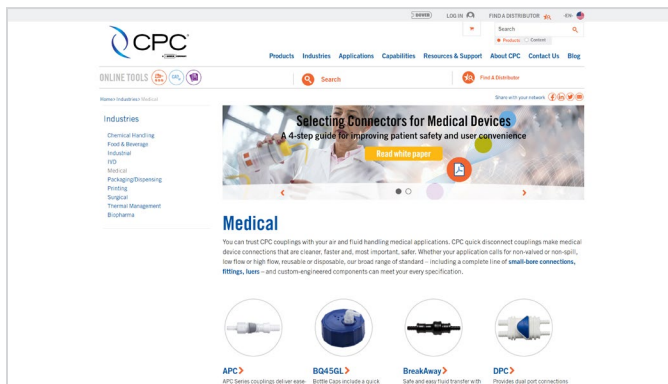 DOVER
LOG IN
FIND A DISTRIBUTOR
EN
Search
Products Content
CPC
DOVER
Products Industries Applications Capabilities Resources & Support About CPC Contact Us Blog
ONLINE TOOLS
Search
Find A Distributor
Home> Industries> Medical
Share with your network
Industries
Chemical Handling
Food & Beverage
Industrial
IVD
Medical
Packaging/Dispensing
Printing
Surgical
Thermal Management
Biopharma
Selecting Connectors for Medical Devices
A 4-step guide for improving patient safety and user convenience
Read white paper
Medical
You can trust CPC couplings with your air and fluid handling medical applications. CPC quick disconnect couplings make medical
device connections that are cleaner, faster and, most important, safer. Whether your application calls for non-valved or non-spill,
low flow or high flow, reusable or disposable, our broad range of standard – including a complete line of small-bore connections,
fittings, luers – and custom-engineered components can meet your every specification.
APC>
BQ45GL>
BreakAway>
DPC>
APC Series couplings deliver ease-
Bottle Caps include a quick
Safe and easy fluid transfer with
Provides dual port connections